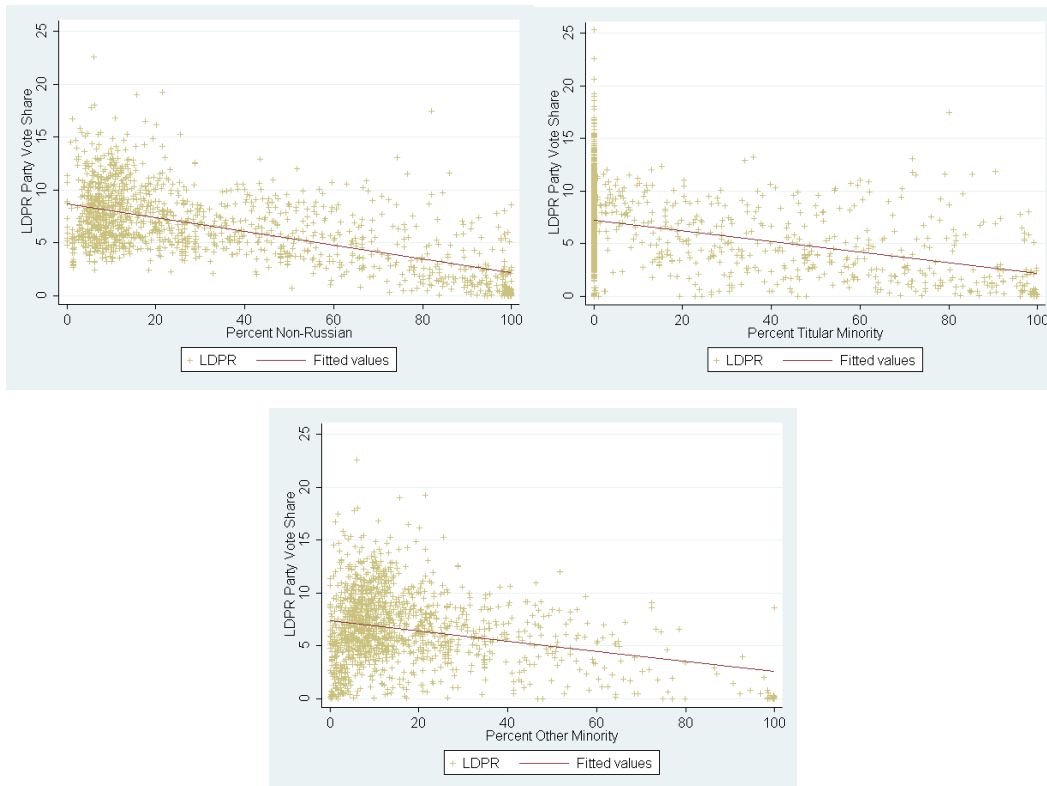 LDPR Party Vote Share
25
20
15
10
5
0
0 20 40 60 80 100
Percent Non-Russian
LDPR Fitted values
LDPR Party Vote Share
25
20
15
10
5
0
0 20 40 60 80 100
Percent Titular Minority
LDPR Fitted values
LDPR Party Vote Share
25
20
15
10
5
0
0 20 40 60 80 100
Percent Other Minority
LDPR Fitted values